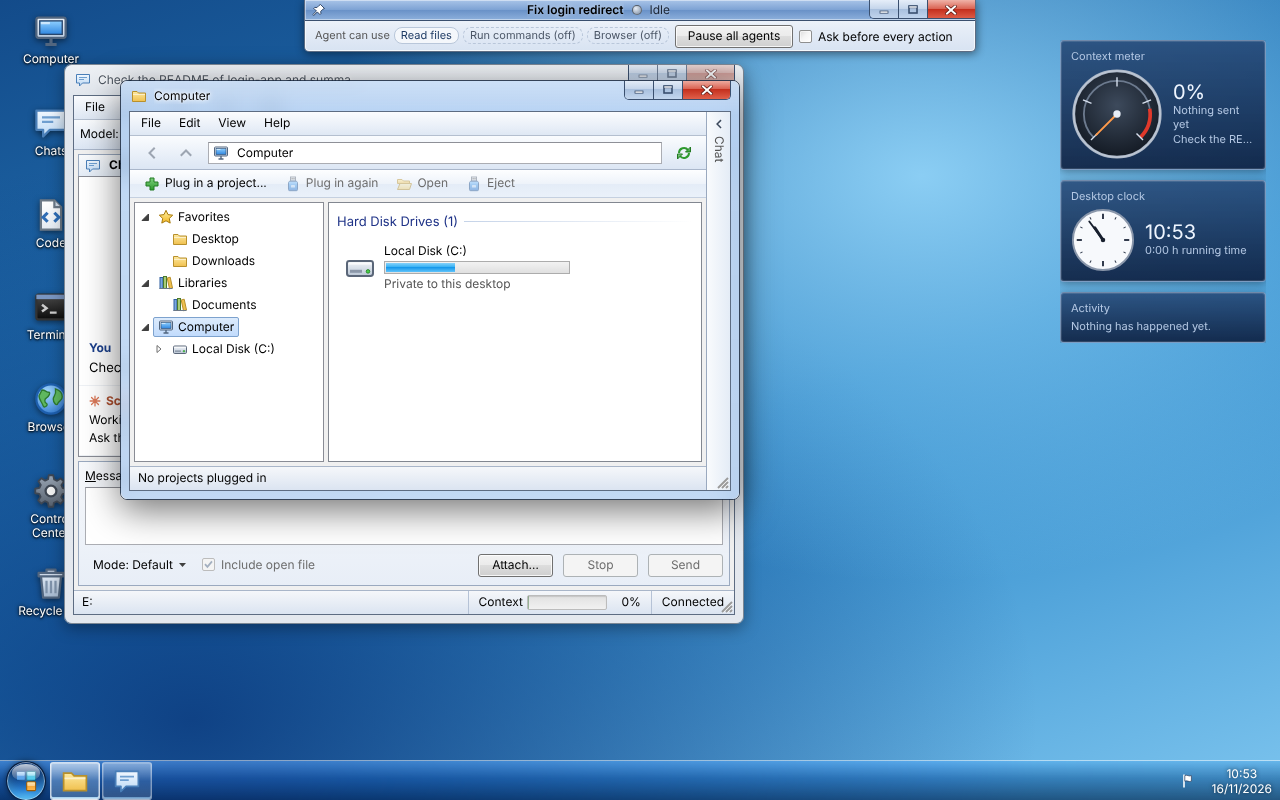 Fix login redirect Idle
Agent can use Read files Run commands (off) Browser (off) Pause all agents Ask before every action
Computer
Chats
Code
Termin
Brows
Contro
Center
Recycle
Check the README of login-app and summa
File
Model:
You
Chec
Sc
Worki
Ask th
Messa
Mode: Default Include open file Attach... Stop Send
E: Context 0% Connected
Computer
File Edit View Help
Computer
Chat
Plug in a project... Plug in again Open Eject
Favorites
Desktop
Downloads
Libraries
Documents
Computer
Local Disk (C:)
Hard Disk Drives (1)
Local Disk (C:)
Private to this desktop
No projects plugged in
Context meter
0%
Nothing sent
yet
Check the RE...
Desktop clock
10:53
0:00 h running time
Activity
Nothing has happened yet.
10:53
16/11/2026